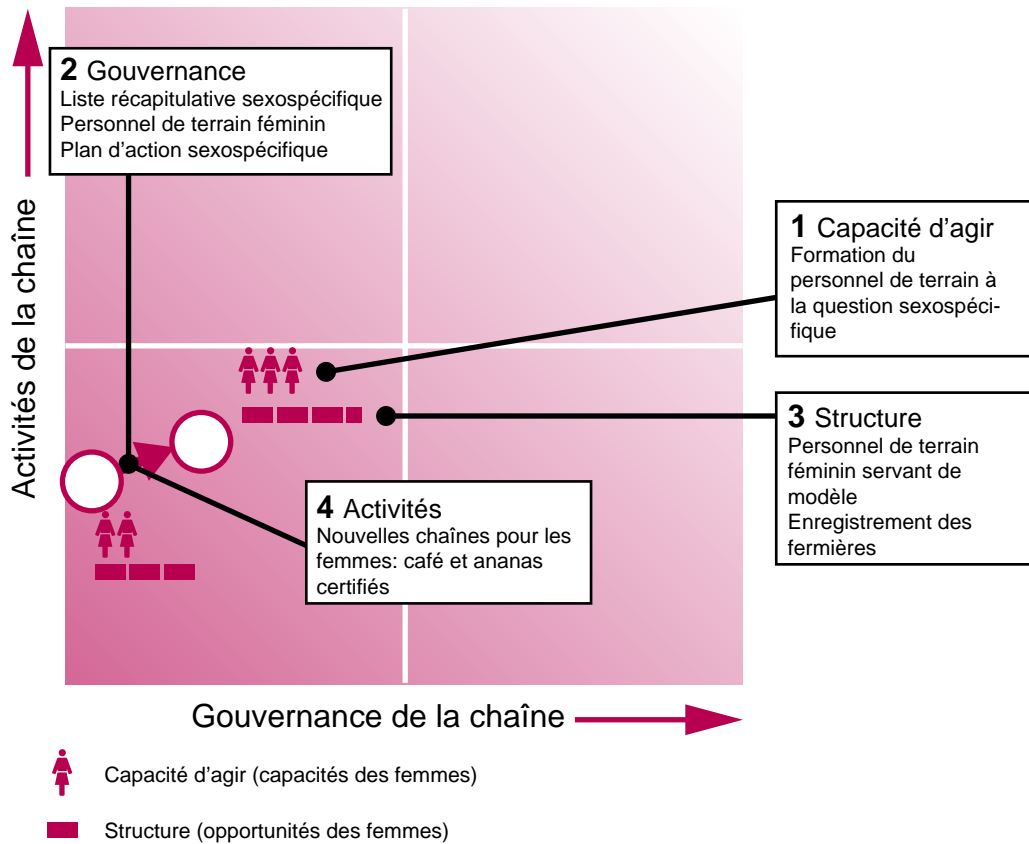 Activités de la chaîne
2 Gouvernance
Liste récapitulative sexospécifique
Personnel de terrain féminin
Plan d'action sexospécifique
1 Capacité d'agir
Formation du
personnel de terrain à
la question sexospéci-
fique
3 Structure
Personnel de terrain
féminin servant de
modèle
Enregistrement des
fermières
4 Activités
Nouvelles chaînes pour les
femmes: café et ananas
certifiés
Gouvernance de la chaîne
Capacité d'agir (capacités des femmes)
Structure (opportunités des femmes)